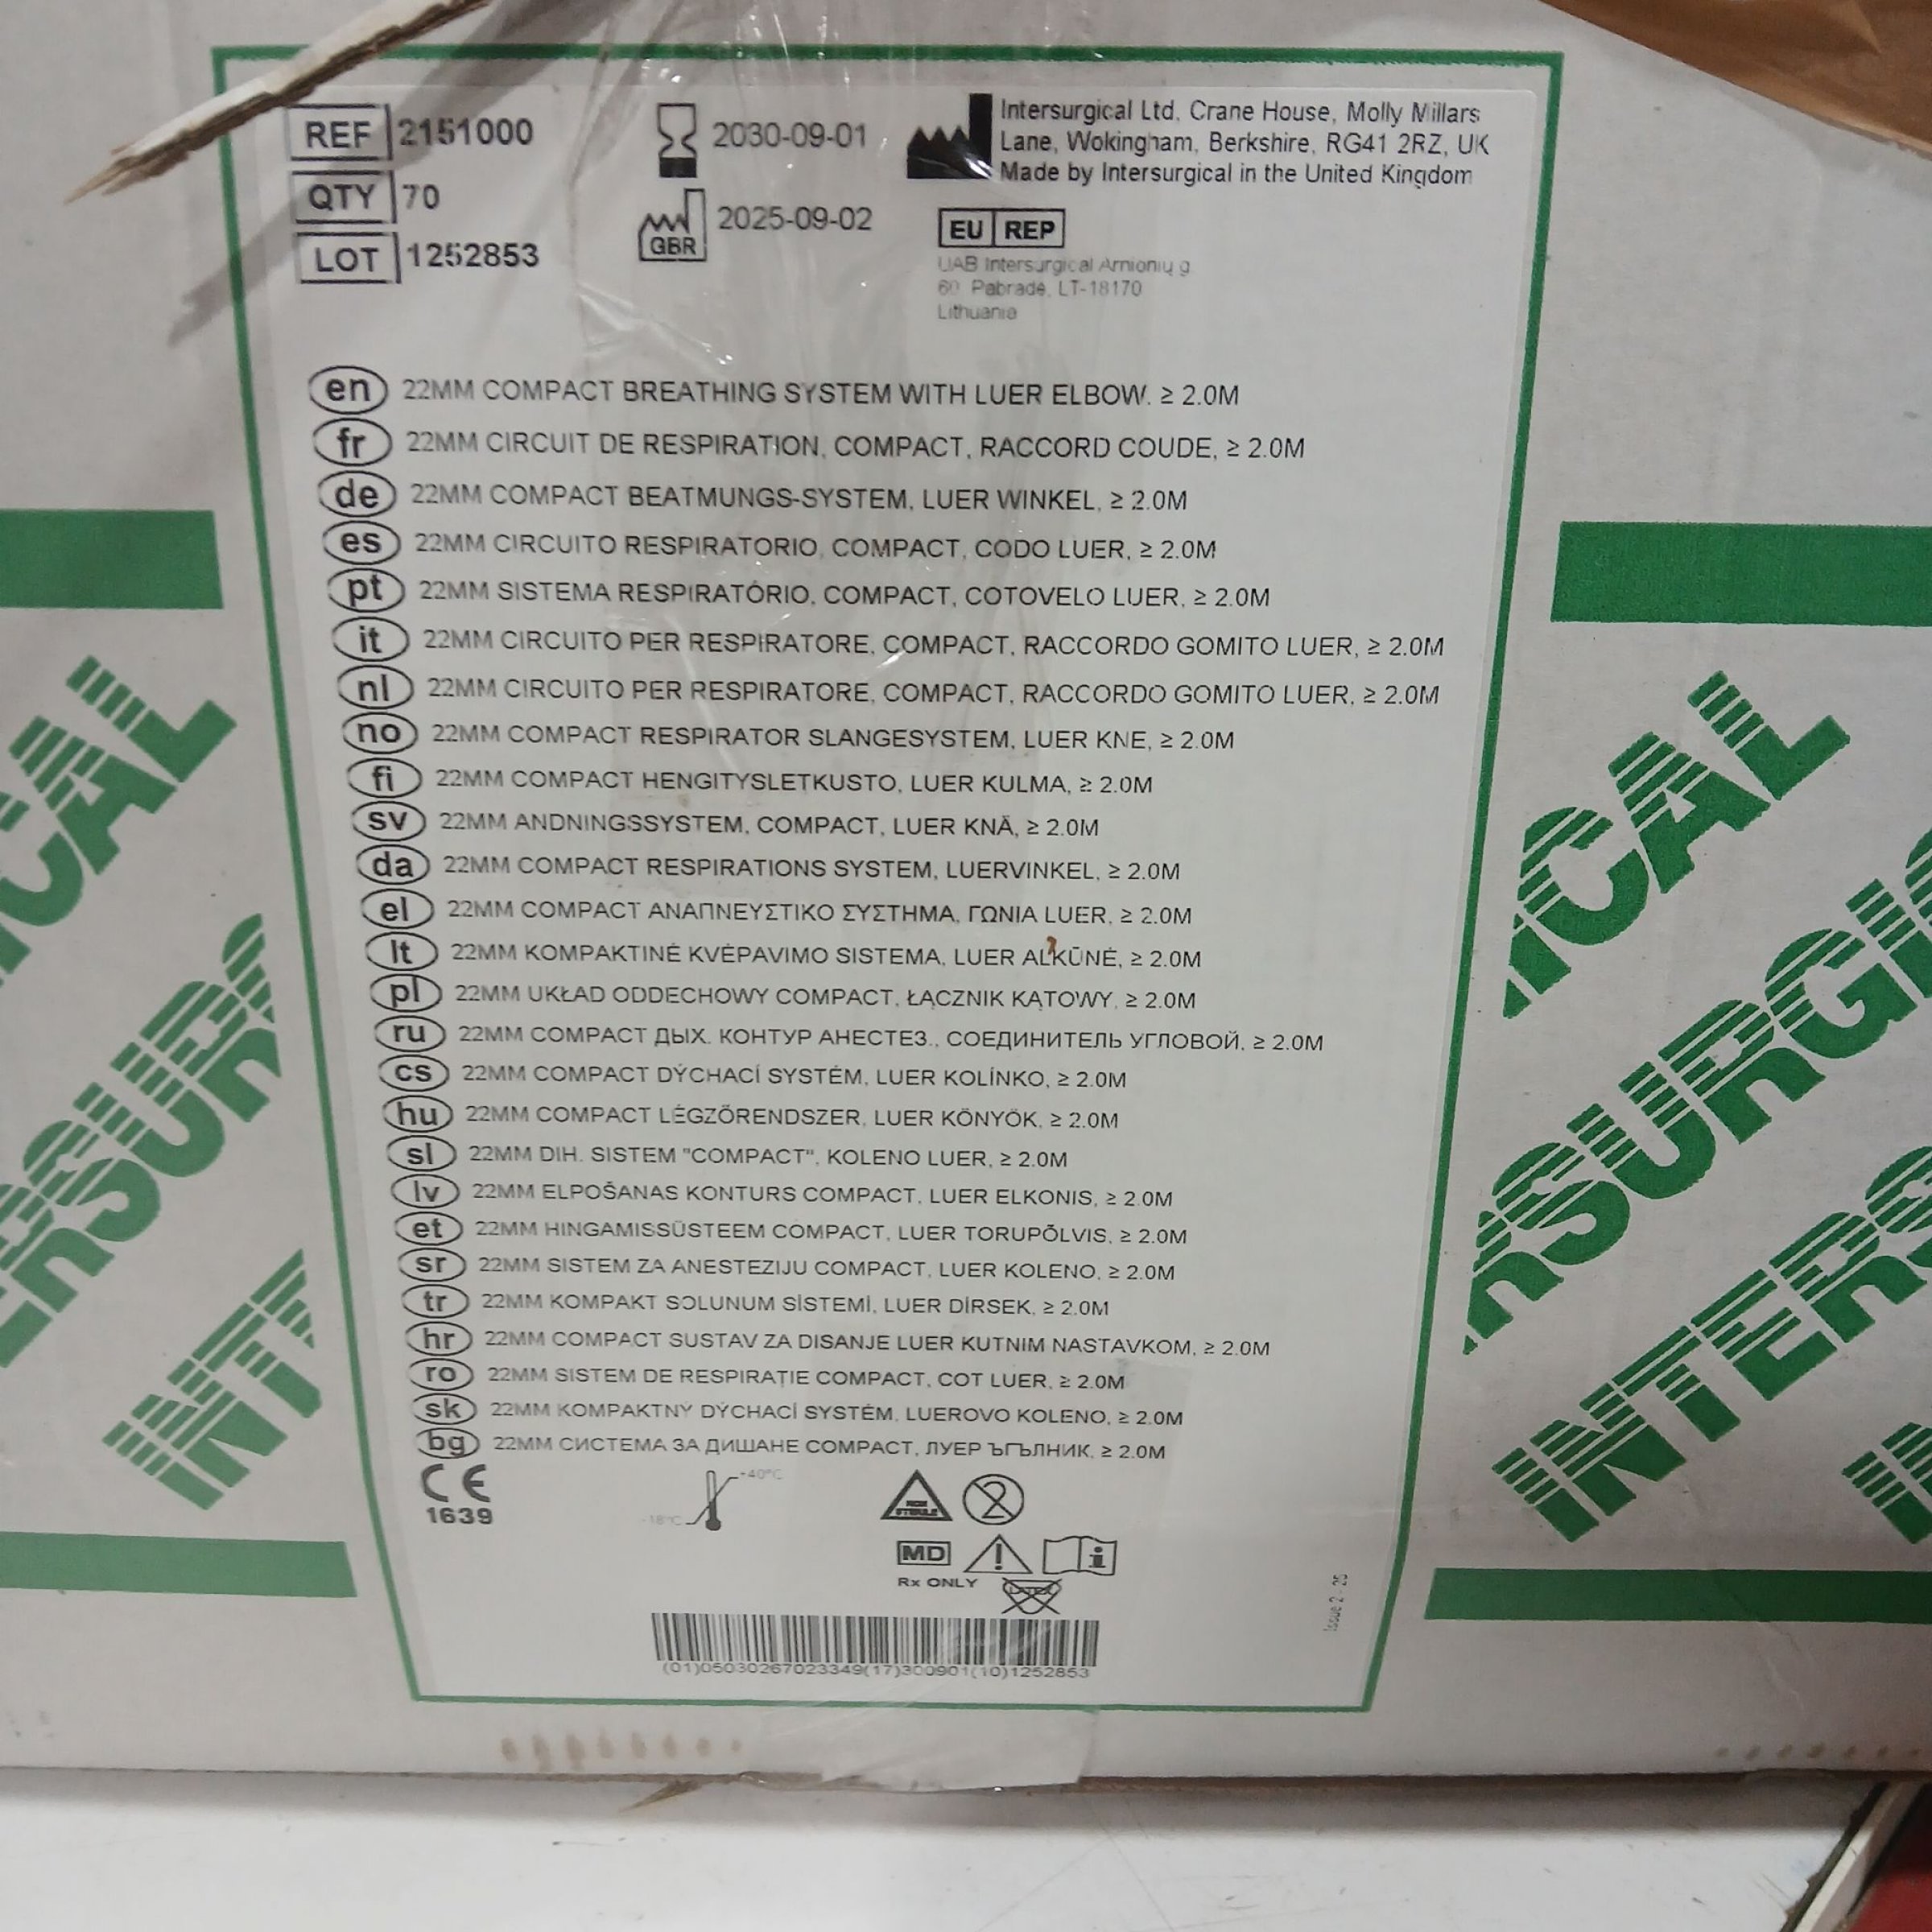 REF 2151000
QTY 70
LOT 1252853
2030-09-01
GBR 2025-09-02
Intersurgical Ltd, Crane House, Molly Millars
Lane, Wokingham, Berkshire, RG41 2RZ, UK
Made by Intersurgical in the United Kingdom
EU REP
UAB Intersurgical Arnionių g.
60, Pabradė, LT-18170
Lithuania
en 22MM COMPACT BREATHING SYSTEM WITH LUER ELBOW. ≥ 2.0M
fr 22MM CIRCUIT DE RESPIRATION, COMPACT, RACCORD COUDE, ≥ 2.0M
de 22MM COMPACT BEATMUNGS-SYSTEM, LUER WINKEL, ≥ 2.0M
es 22MM CIRCUITO RESPIRATORIO, COMPACT, CODO LUER, ≥ 2.0M
pt 22MM SISTEMA RESPIRATÓRIO, COMPACT, COTOVELO LUER, ≥ 2.0M
it 22MM CIRCUITO PER RESPIRATORE, COMPACT, RACCORDO GOMITO LUER, ≥ 2.0M
nl 22MM CIRCUITO PER RESPIRATORE, COMPACT, RACCORDO GOMITO LUER, ≥ 2.0M
no 22MM COMPACT RESPIRATOR SLANGESYSTEM, LUER KNE, ≥ 2.0M
fi 22MM COMPACT HENGITYSLETKUSTO, LUER KULMA, ≥ 2.0M
sv 22MM ANDNINGSSYSTEM, COMPACT, LUER KNÄ, ≥ 2.0M
da 22MM COMPACT RESPIRATIONS SYSTEM, LUERVINKEL, ≥ 2.0M
el 22MM COMPACT ΑΝΑΠΝΕΥΣΤΙΚΟ ΣΥΣΤΗΜΑ, ΓΩΝΙΑ LUER, ≥ 2.0M
lt 22MM KOMPAKTINĖ KVĖPAVIMO SISTEMA, LUER ALKŪNĖ, ≥ 2.0M
pl 22MM UKŁAD ODDECHOWY COMPACT, ŁĄCZNIK KĄTOWY, ≥ 2.0M
ru 22MM COMPACT ДЫХ. КОНТУР АНЕСТЕЗ., СОЕДИНИТЕЛЬ УГЛОВОЙ, ≥ 2.0M
cs 22MM COMPACT DÝCHACÍ SYSTÉM, LUER KOLÍNKO, ≥ 2.0M
hu 22MM COMPACT LÉGZŐRENDSZER, LUER KÖNYÖK, ≥ 2.0M
sl 22MM DIH. SISTEM "COMPACT", KOLENO LUER, ≥ 2.0M
lv 22MM ELPOŠANAS KONTURS COMPACT, LUER ELKONIS, ≥ 2.0M
et 22MM HINGAMISSÜSTEEM COMPACT, LUER TORUPÕLVIS, ≥ 2.0M
sr 22MM SISTEM ZA ANESTEZIJU COMPACT, LUER KOLENO, ≥ 2.0M
tr 22MM KOMPAKT SOLUNUM SİSTEMİ, LUER DİRSEK, ≥ 2.0M
hr 22MM COMPACT SUSTAV ZA DISANJE LUER KUTNIM NASTAVKOM, ≥ 2.0M
ro 22MM SISTEM DE RESPIRAȚIE COMPACT, COT LUER, ≥ 2.0M
sk 22MM KOMPAKTNÝ DÝCHACÍ SYSTÉM, LUEROVO KOLENO, ≥ 2.0M
bg 22MM СИСТЕМА ЗА ДИШАНЕ COMPACT, ЛУЕР ЪГЪЛНИК, ≥ 2.0M
CE
1639
+40°C
-18°C
NON
STERILE
2
MD
Rx ONLY
LATEX
Issue 2 - 25
(01)05030267023349(17)300901(10)1252853
ICAL
ERSUR
INT
ICAL
RSURGIC
INTERS